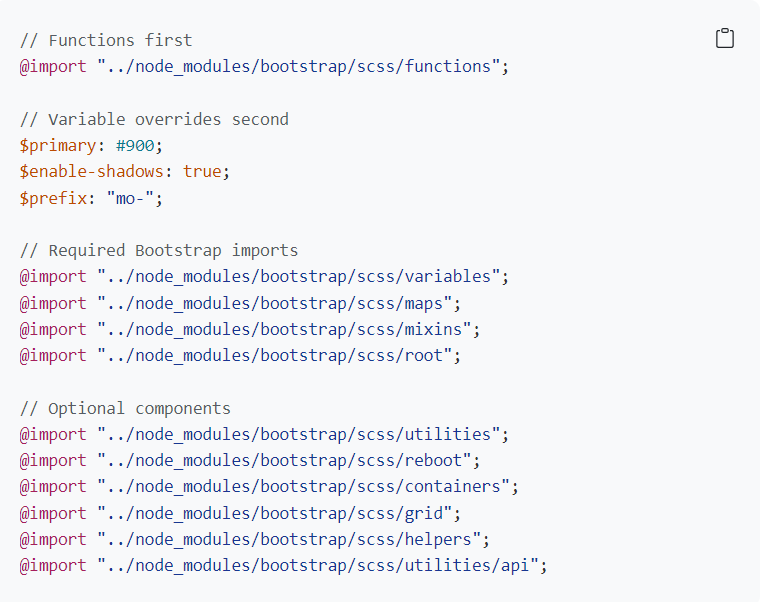 // Functions first
@import "../node_modules/bootstrap/scss/functions";

// Variable overrides second
$primary: #900;
$enable-shadows: true;
$prefix: "mo-";

// Required Bootstrap imports
@import "../node_modules/bootstrap/scss/variables";
@import "../node_modules/bootstrap/scss/maps";
@import "../node_modules/bootstrap/scss/mixins";
@import "../node_modules/bootstrap/scss/root";

// Optional components
@import "../node_modules/bootstrap/scss/utilities";
@import "../node_modules/bootstrap/scss/reboot";
@import "../node_modules/bootstrap/scss/containers";
@import "../node_modules/bootstrap/scss/grid";
@import "../node_modules/bootstrap/scss/helpers";
@import "../node_modules/bootstrap/scss/utilities/api";